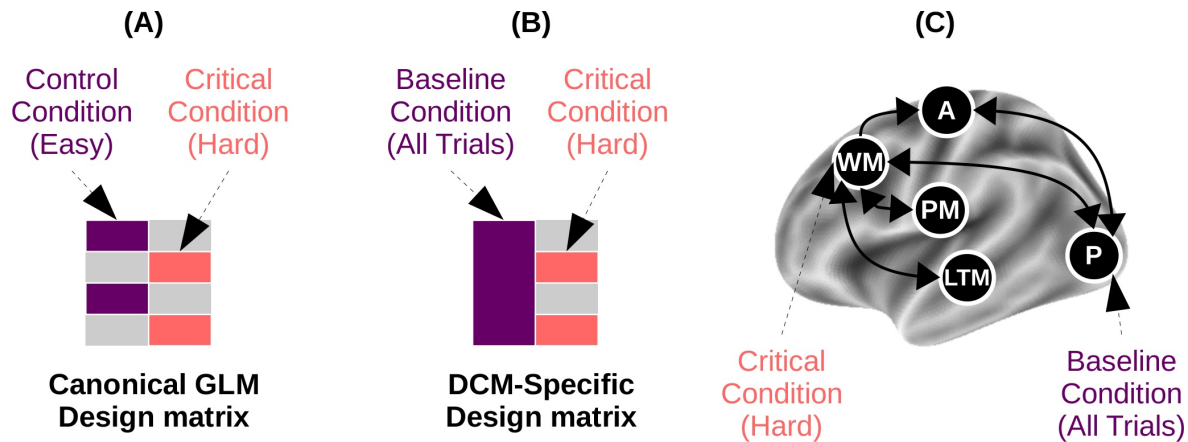 (A)
Control
Condition
(Easy)
Critical
Condition
(Hard)
Canonical GLM
Design matrix
(B)
Baseline
Condition
(All Trials)
Critical
Condition
(Hard)
DCM-Specific
Design matrix
(C)
A
WM
PM
P
LTM
Critical
Condition
(Hard)
Baseline
Condition
(All Trials)